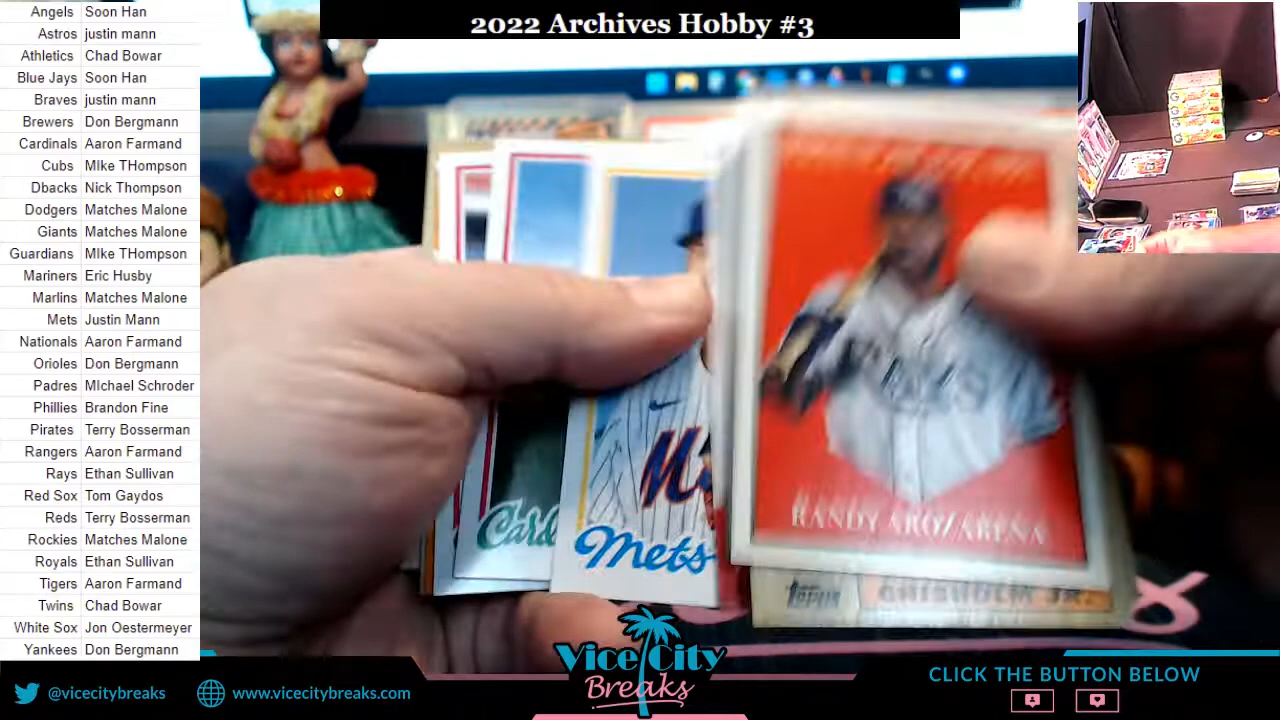 2022 Archives Hobby #3
Angels Soon Han
Astros justin mann
Athletics Chad Bowar
Blue Jays Soon Han
Braves justin mann
Brewers Don Bergmann
Cardinals Aaron Farmand
Cubs MIke THompson
Dbacks Nick Thompson
Dodgers Matches Malone
Giants Matches Malone
Guardians MIke THompson
Mariners Eric Husby
Marlins Matches Malone
Mets Justin Mann
Nationals Aaron Farmand
Orioles Don Bergmann
Padres MIchael Schroder
Phillies Brandon Fine
Pirates Terry Bosserman
Rangers Aaron Farmand
Rays Ethan Sullivan
Red Sox Tom Gaydos
Reds Terry Bosserman
Rockies Matches Malone
Royals Ethan Sullivan
Tigers Aaron Farmand
Twins Chad Bowar
White Sox Jon Oestermeyer
Yankees Don Bergmann
Card
Mets
RANDY AROZARENA
Topps CHISHOLM JR.
Vice City
Breaks
@vicecitybreaks
www.vicecitybreaks.com
CLICK THE BUTTON BELOW